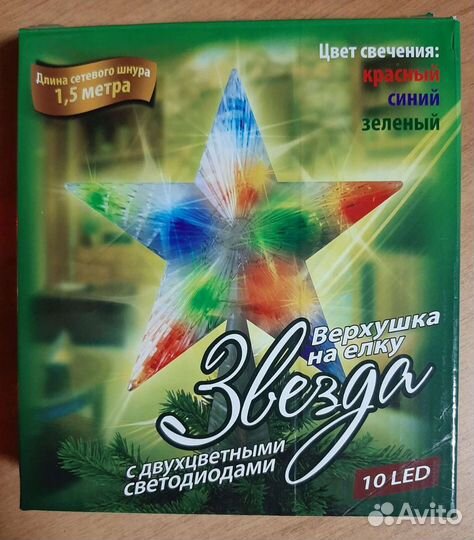 Длина сетевого шнура
1,5 метра
Цвет свечения:
красный
синий
зеленый
Верхушка
на елку
Звезда
с двухцветными
светодиодами
10 LED
Avito